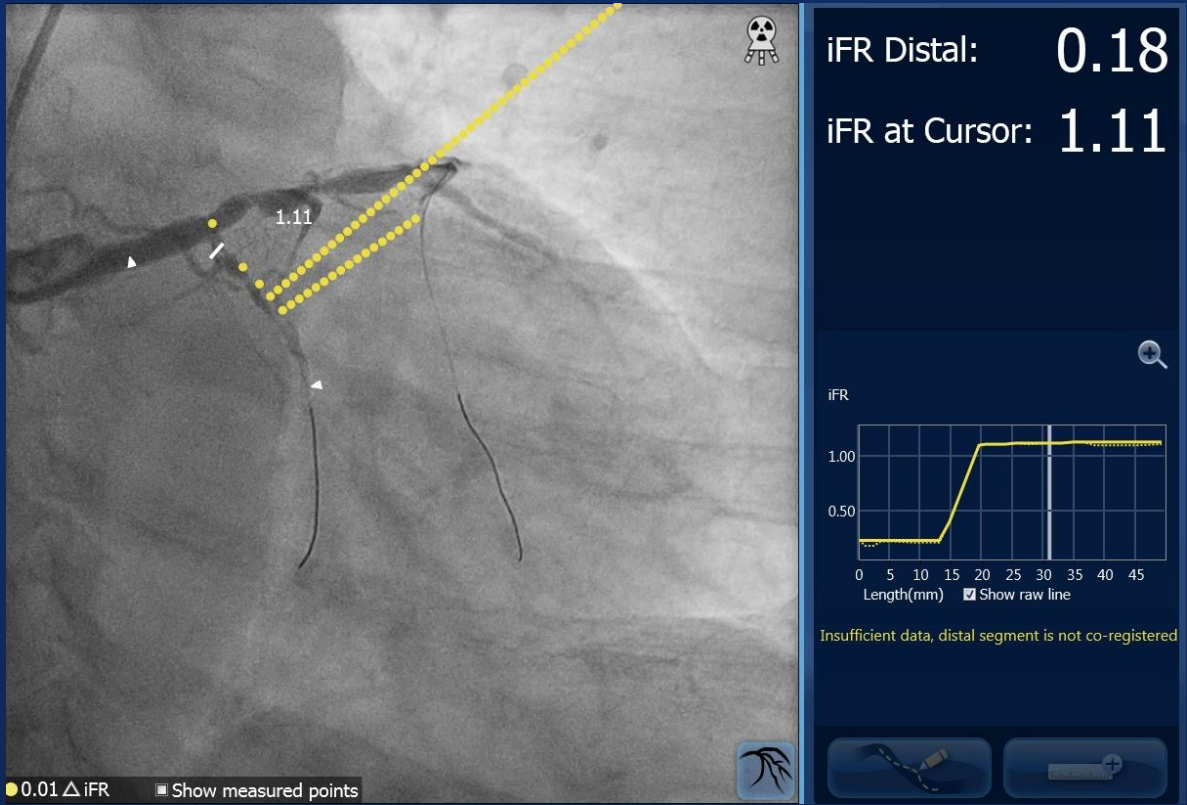 iFR Distal: 0.18
iFR at Cursor: 1.11
1.11
iFR
1.00
0.50
0 5 10 15 20 25 30 35 40 45
Length(mm) Show raw line
Insufficient data, distal segment is not co-registered
0.01 △ iFR Show measured points